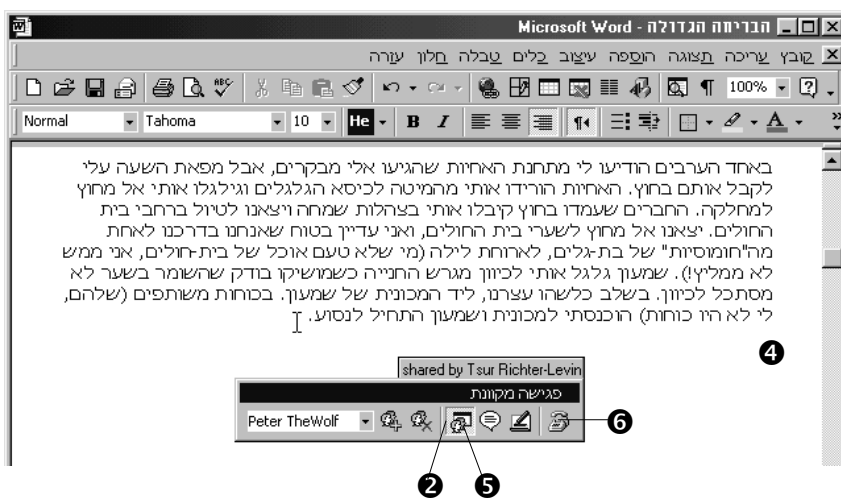 הבריחה הגדולה - Microsoft Word
קובץ עריכה תצוגה הוספה עיצוב כלים טבלה חלון עזרה
ABC 100%
Normal Tahoma 10 He B I A
באחד הערבים הודיעו לי מתחנת האחיות שהגיעו אלי מבקרים, אבל מפאת השעה עלי
לקבל אותם בחוץ. האחיות הורידו אותי מהמיטה לכיסא הגלגלים וגילגלו אותי אל מחוץ
למחלקה. החברים שעמדו בחוץ קיבלו אותי בצהלות שמחה ויצאנו לטיול ברחבי בית
החולים. יצאנו אל מחוץ לשערי בית החולים, ואני עדיין בטוח שאנחנו בדרכנו לאחת
מה"חומוסיות" של בת-גלים, לארוחת לילה (מי שלא טעם אוכל של בית-חולים, אני ממש
לא ממליץ!). שמעון גלגל אותי לכיוון מגרש החנייה כשמושיקו בודק שהשומר בשער לא
מסתכל לכיוון. בשלב כלשהו עצרנו, ליד המכונית של שמעון. בכוחות משותפים (שלהם,
לי לא היו כוחות) הוכנסתי למכונית ושמעון התחיל לנסוע.
4
shared by Tsur Richter-Levin
פגישה מקוונת
Peter TheWolf
6
2 5